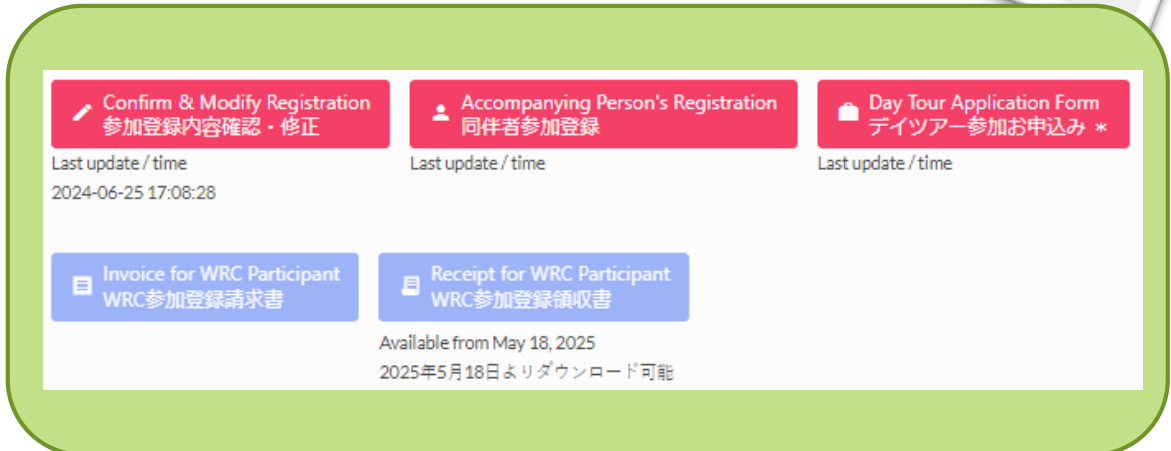 Confirm & Modify Registration
参加登録内容確認・修正
Last update / time
2024-06-25 17:08:28
Accompanying Person's Registration
同伴者参加登録
Last update / time
Day Tour Application Form
デイツアー参加お申込み *
Last update / time
Invoice for WRC Participant
WRC参加登録請求書
Receipt for WRC Participant
WRC参加登録領収書
Available from May 18, 2025
2025年5月18日よりダウンロード可能